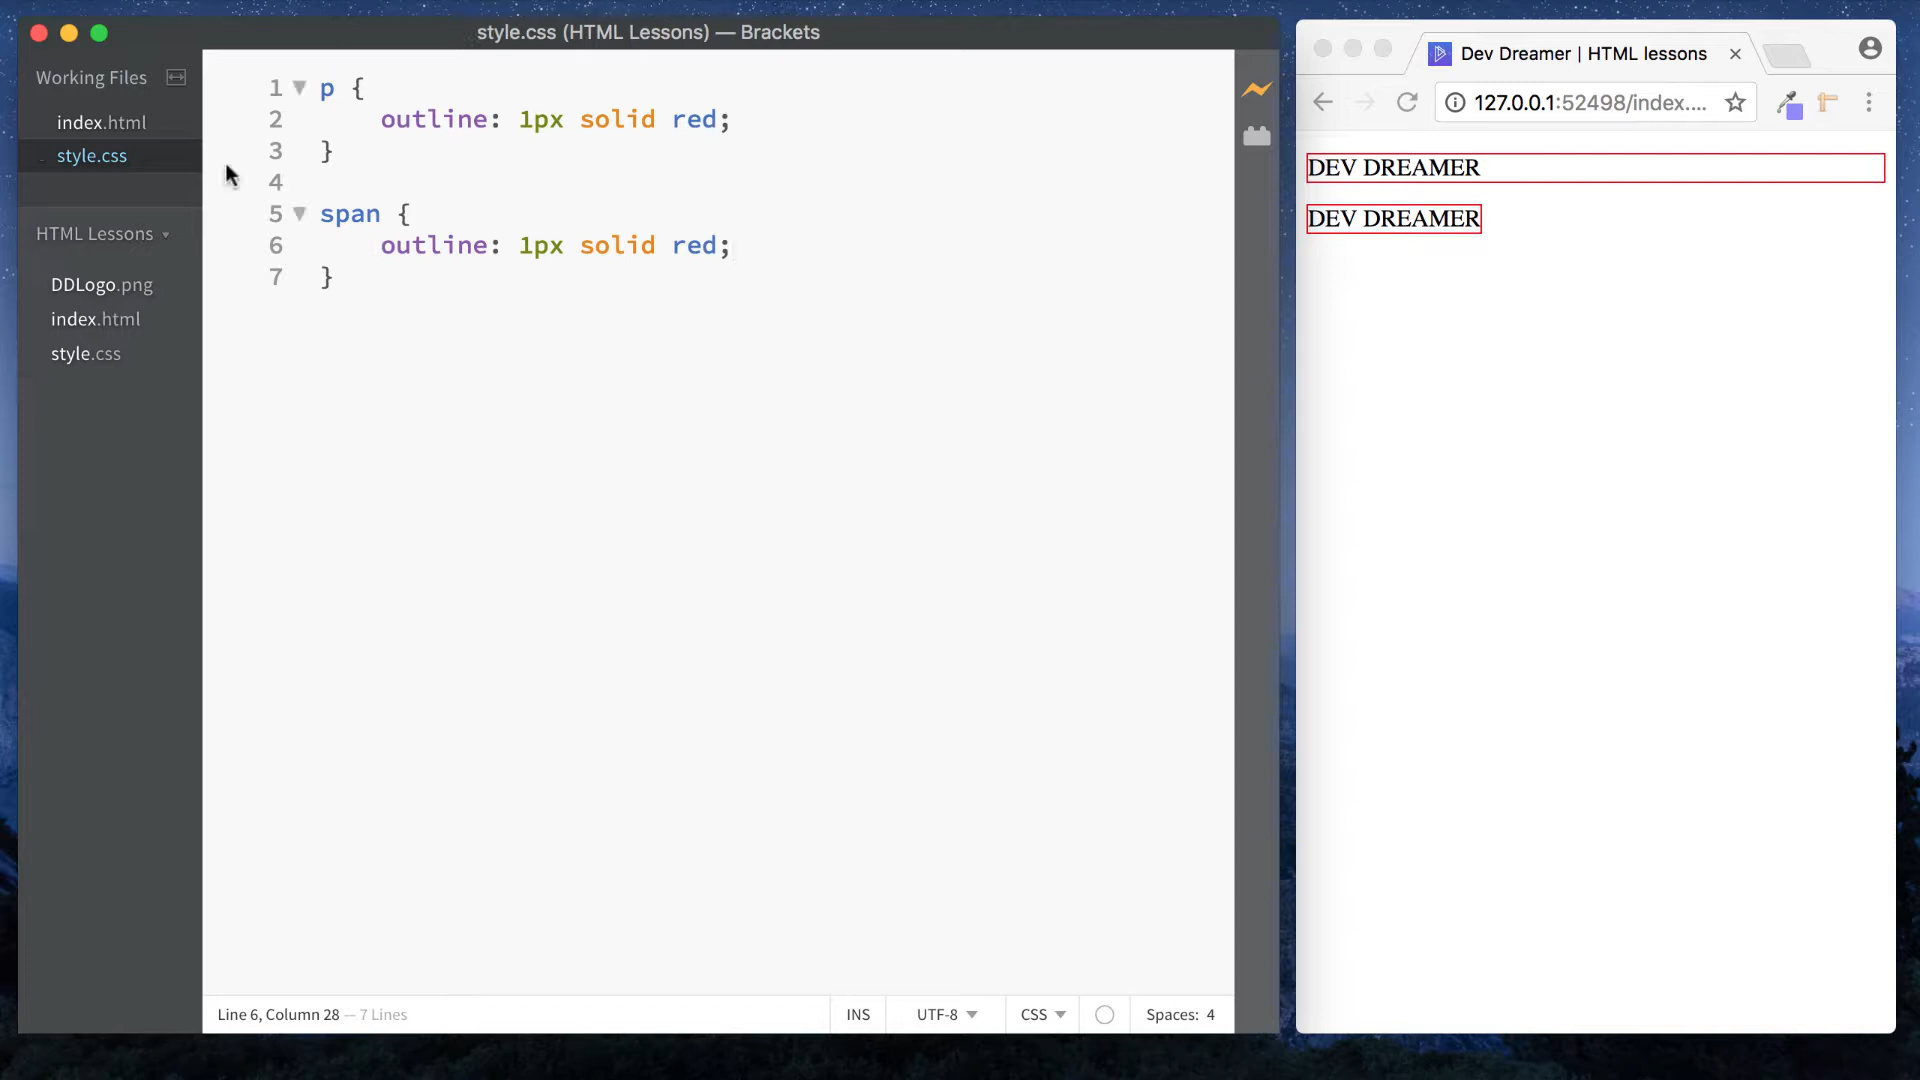 style.css (HTML Lessons) — Brackets
Working Files
index.html
style.css
HTML Lessons
DDLogo.png
index.html
style.css
1 p {
2 outline: 1px solid red;
3 }
4
5 span {
6 outline: 1px solid red;
7 }
Line 6, Column 28 — 7 Lines
INS
UTF-8
CSS
Spaces: 4
Dev Dreamer | HTML lessons
127.0.0.1:52498/index....
DEV DREAMER
DEV DREAMER